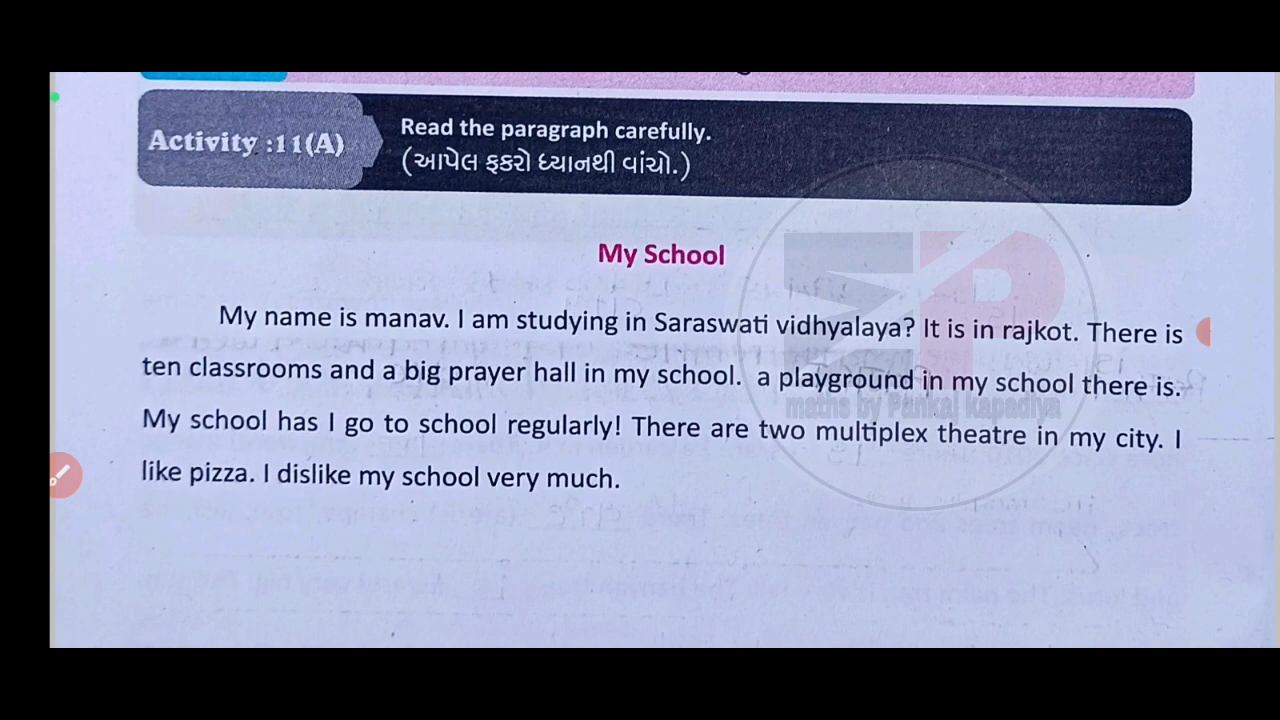 Activity :11(A)
Read the paragraph carefully.
(આપેલ ફકરો ધ્યાનથી વાંચો.)
My School
My name is manav. I am studying in Saraswati vidhyalaya? It is in rajkot. There is
ten classrooms and a big prayer hall in my school. a playground in my school there is.
My school has I go to school regularly! There are two multiplex theatre in my city. I
like pizza. I dislike my school very much.
maths by Pankaj kapadiya